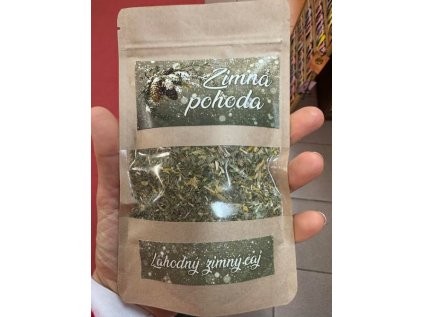 Zimná
pohoda
Lahodný zimný čaj